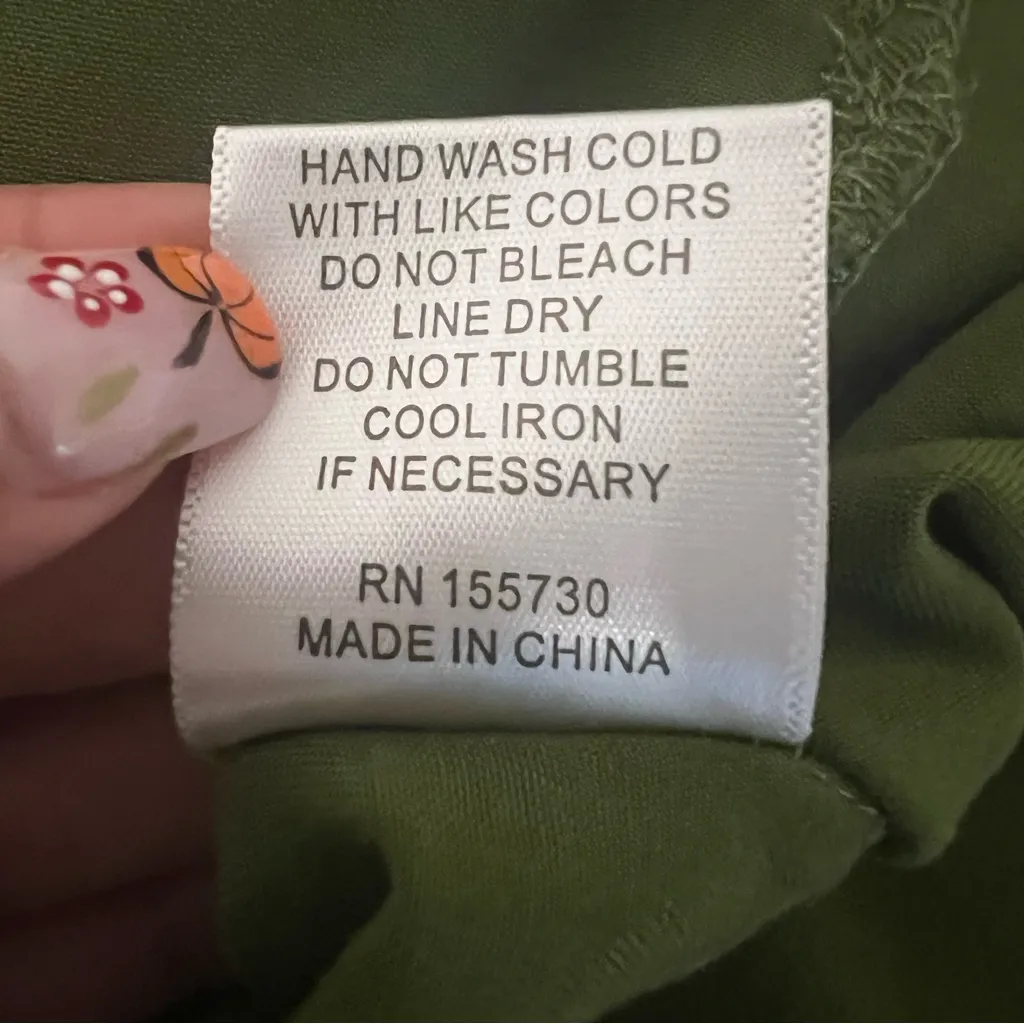 HAND WASH COLD
WITH LIKE COLORS
DO NOT BLEACH
LINE DRY
DO NOT TUMBLE
COOL IRON
IF NECESSARY
RN 155730
MADE IN CHINA